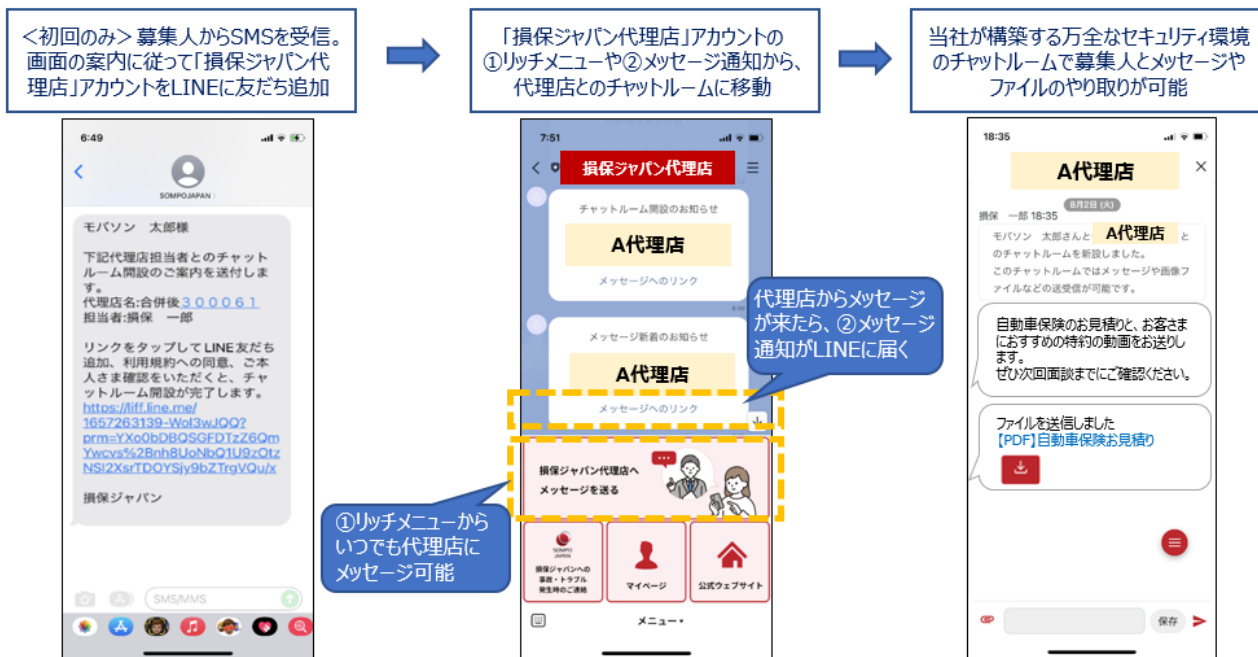 ＜初回のみ＞募集人からSMSを受信。
画面の案内に従って「損保ジャパン代
理店」アカウントをLINEに友だち追加
「損保ジャパン代理店」アカウントの
①リッチメニューや②メッセージ通知から、
代理店とのチャットルームに移動
当社が構築する万全なセキュリティ環境
のチャットルームで募集人とメッセージや
ファイルのやり取りが可能
6:49
SOMPOJAPAN
モバソン 太郎様
下記代理店担当者とのチャット
ルーム開設のご案内を送付しま
す。
代理店名:合併後３０００６１
担当者:損保 一郎
リンクをタップしてLINE友だち
追加、利用規約への同意、ご本
人さま確認をいただくと、チャ
ットルーム開設が完了します。
https://liff.line.me/
1657263139-Wol3wJQQ?
prm=YXo0bDBQSGFDTzZ6Qm
Ywcvs%2Bnh8UoNbQ1U9zOtz
NSI2XsrTDOYSjy9bZTrgVQu/x
損保ジャパン
SMS/MMS
7:51
損保ジャパン代理店
チャットルーム開設のお知らせ
A代理店
メッセージへのリンク
メッセージ新着のお知らせ
A代理店
メッセージへのリンク
代理店からメッセージ
が来たら、②メッセージ
通知がLINEに届く
損保ジャパン代理店へ
メッセージを送る
①リッチメニューから
いつでも代理店に
メッセージ可能
SOMPO
JAPAN
損保ジャパンへの
事故・トラブル
発生時のご連絡
マイページ
公式ウェブサイト
メニュー
18:35
A代理店
8月2日 (火)
損保 一郎 18:35
モバソン 太郎さんと A代理店 と
のチャットルームを新設しました。
このチャットルームではメッセージや画像フ
ァイルなどの送受信が可能です。
自動車保険のお見積りと、お客さま
におすすめの特約の動画をお送りし
ます。
ぜひ次回面談までにご確認ください。
ファイルを送信しました
【PDF】自動車保険お見積り
保存